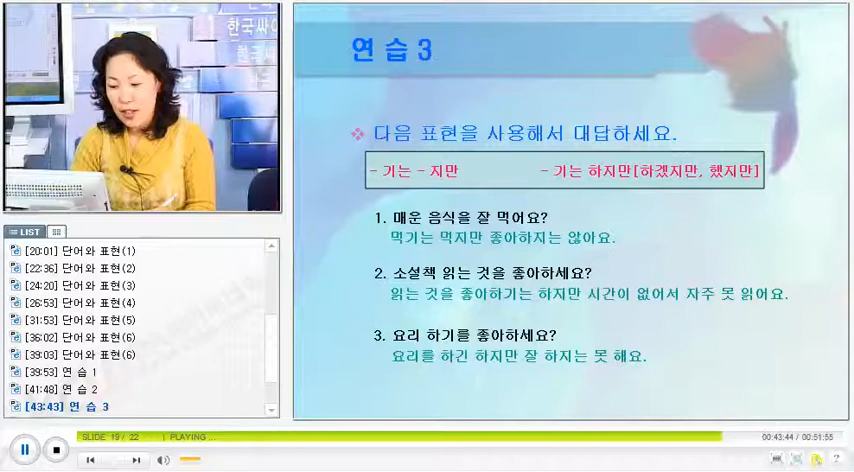 한국싸이
한국싸
연 습 3
다음 표현을 사용해서 대답하세요.
- 기는 - 지만 - 기는 하지만[하겠지만, 했지만]
1. 매운 음식을 잘 먹어요?
먹기는 먹지만 좋아하지는 않아요.
2. 소설책 읽는 것을 좋아하세요?
읽는 것을 좋아하기는 하지만 시간이 없어서 자주 못 읽어요.
3. 요리 하기를 좋아하세요?
요리를 하긴 하지만 잘 하지는 못 해요.
LIST
[20:01] 단어와 표현(1)
[22:36] 단어와 표현(2)
[24:20] 단어와 표현(3)
[26:53] 단어와 표현(4)
[31:53] 단어와 표현(5)
[36:02] 단어와 표현(6)
[39:03] 단어와 표현(6)
[39:53] 연 습 1
[41:48] 연 습 2
[43:43] 연 습 3
SLIDE 19 / 22 | PLAYING ...
00:43:44 / 00:51:55